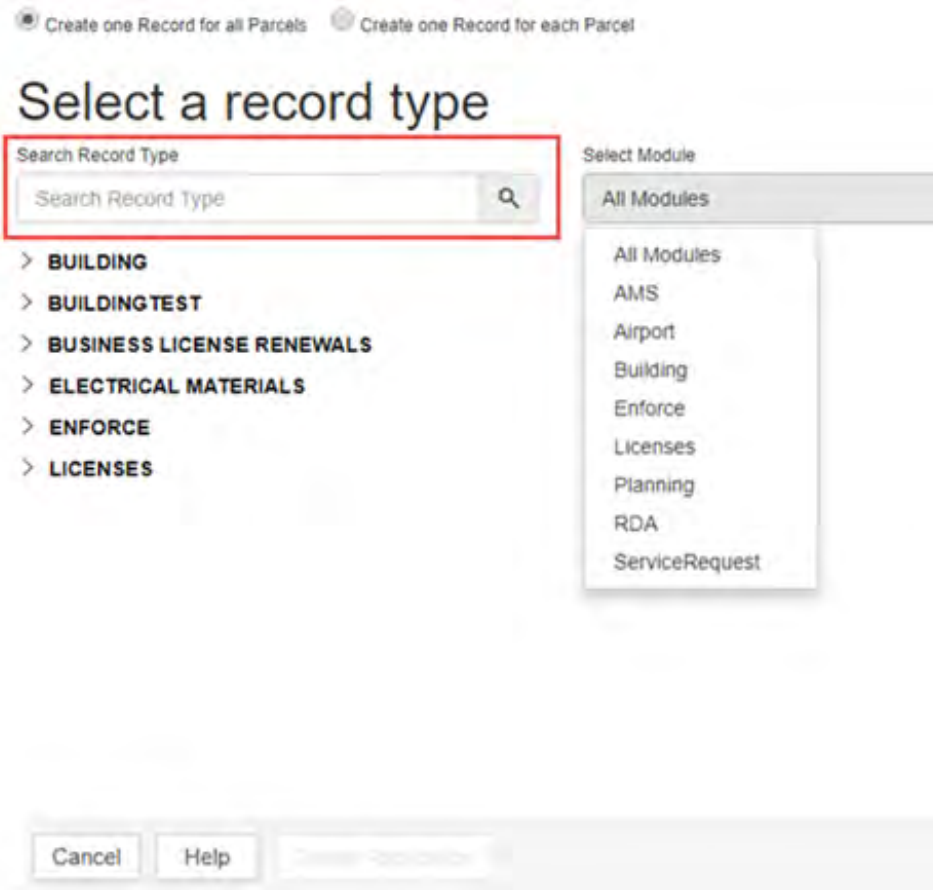 Create one Record for all Parcels Create one Record for each Parcel
Select a record type
Search Record Type
Search Record Type
> BUILDING
> BUILDINGTEST
> BUSINESS LICENSE RENEWALS
> ELECTRICAL MATERIALS
> ENFORCE
> LICENSES
Select Module
All Modules
All Modules
AMS
Airport
Building
Enforce
Licenses
Planning
RDA
ServiceRequest
Cancel Help